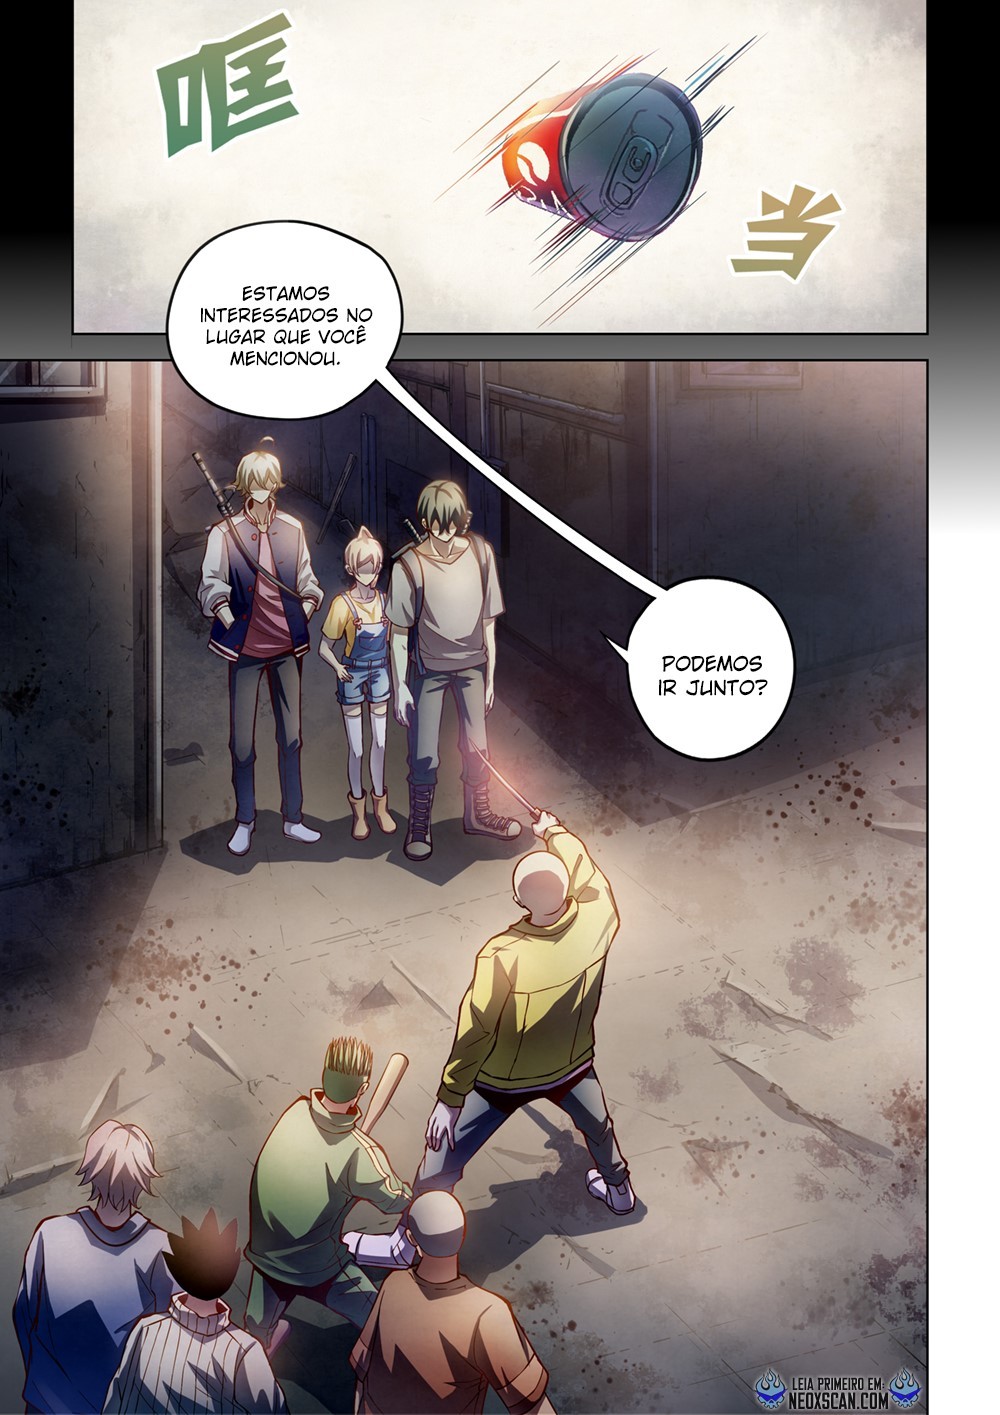 哐
当
ESTAMOS
INTERESSADOS NO
LUGAR QUE VOCÊ
MENCIONOU.
PODEMOS
IR JUNTO?
LEIA PRIMEIRO EM:
NEOXSCAN.COM